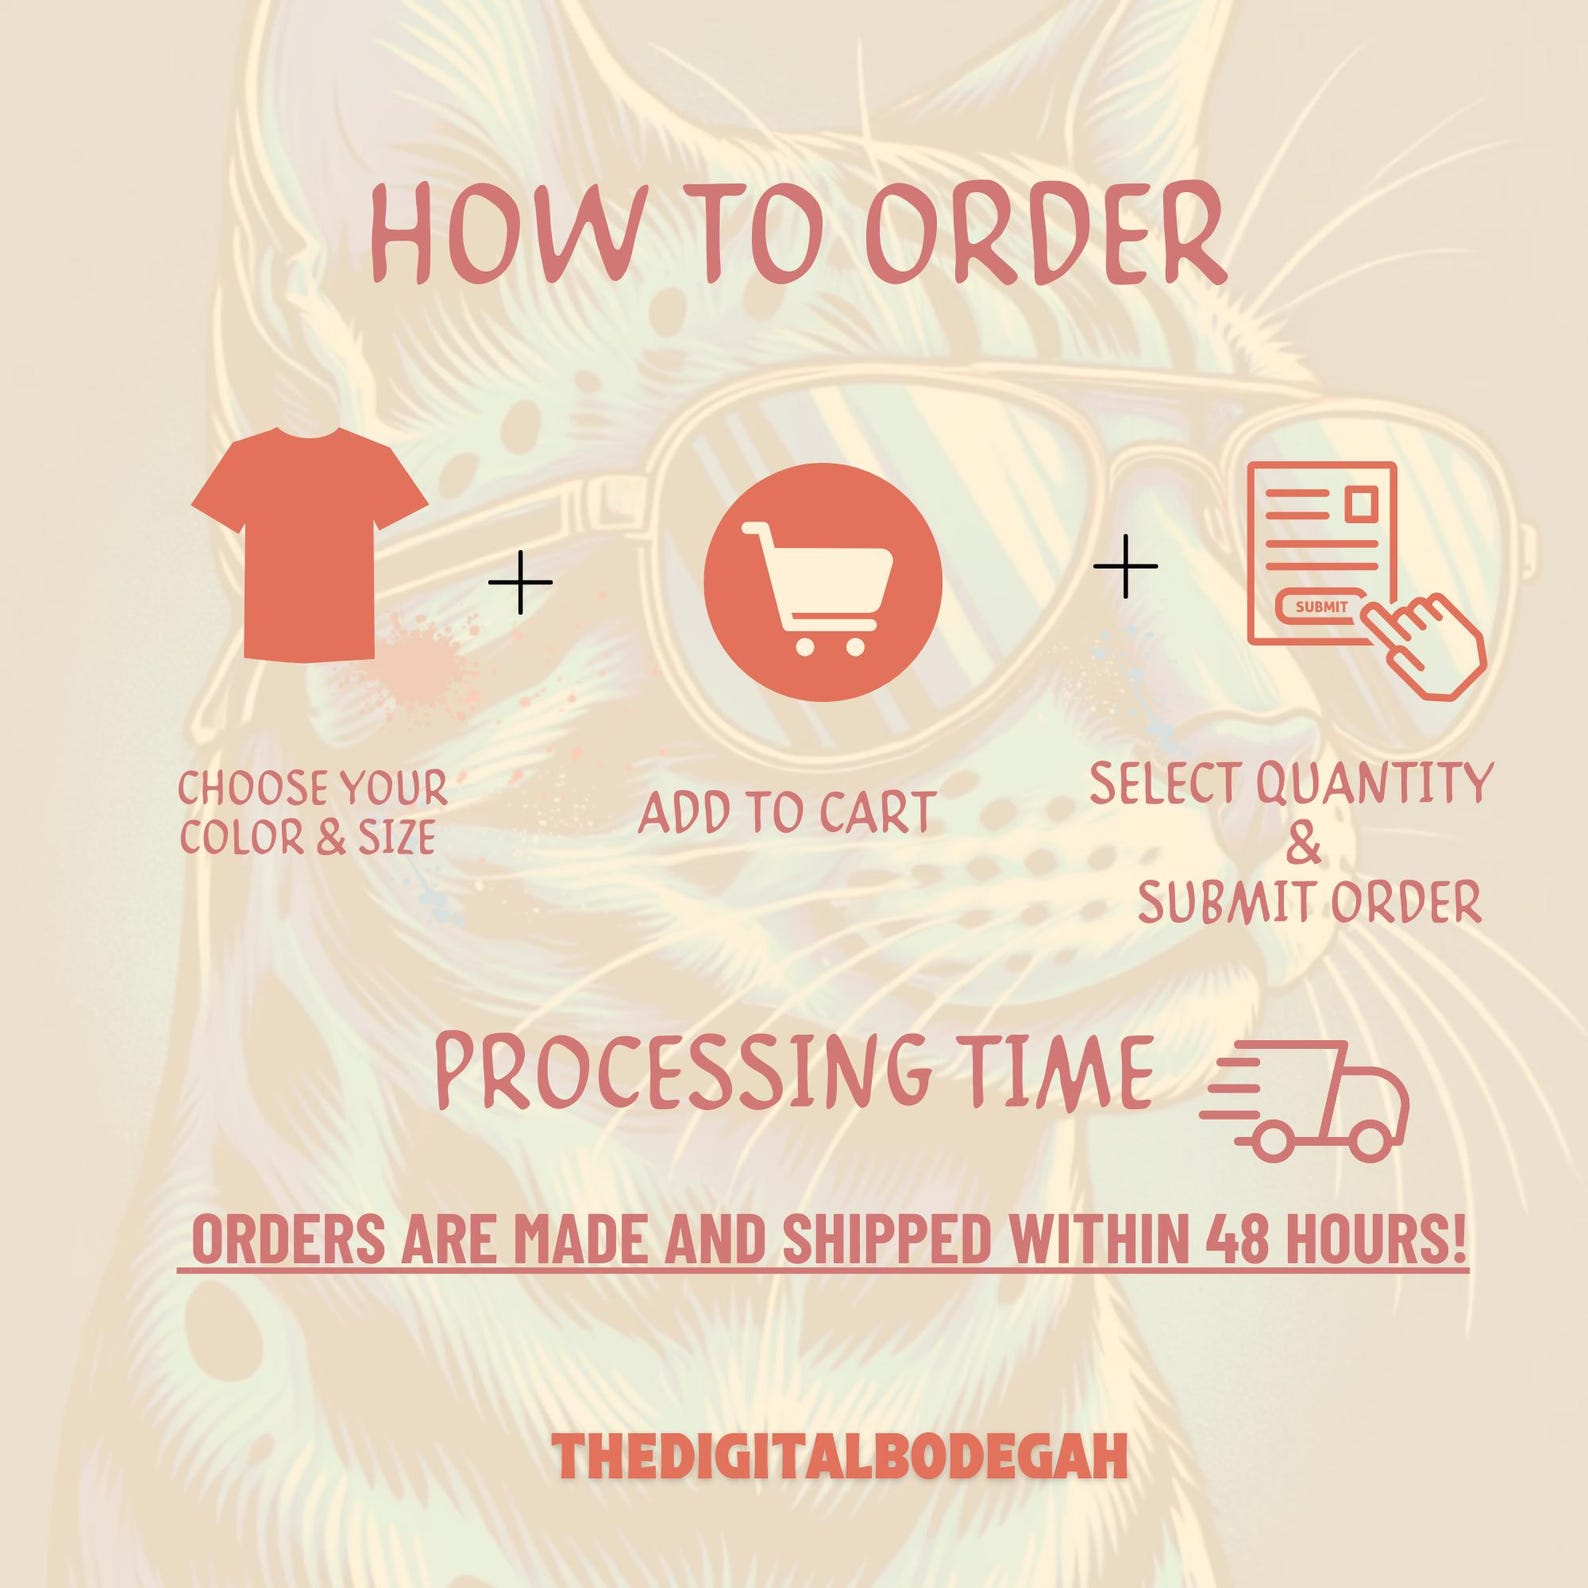 HOW TO ORDER
SUBMIT
CHOOSE YOUR
COLOR & SIZE
ADD TO CART
SELECT QUANTITY
&
SUBMIT ORDER
PROCESSING TIME
ORDERS ARE MADE AND SHIPPED WITHIN 48 HOURS!
THEDIGITALBODEGAH